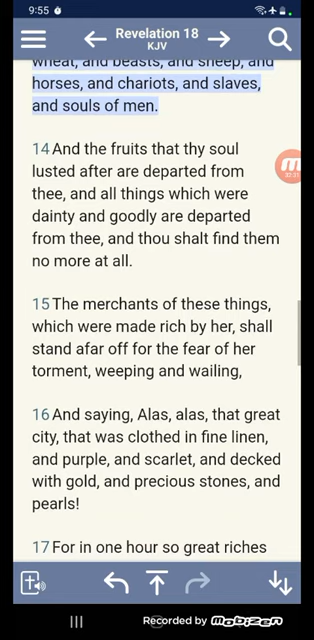 9:55
Revelation 18
KJV
wheat, and beasts, and sheep, and
horses, and chariots, and slaves,
and souls of men.
14 And the fruits that thy soul
lusted after are departed from
thee, and all things which were
dainty and goodly are departed
from thee, and thou shalt find them
no more at all.
15 The merchants of these things,
which were made rich by her, shall
stand afar off for the fear of her
torment, weeping and wailing,
16 And saying, Alas, alas, that great
city, that was clothed in fine linen,
and purple, and scarlet, and decked
with gold, and precious stones, and
pearls!
17 For in one hour so great riches
Recorded by mobizen